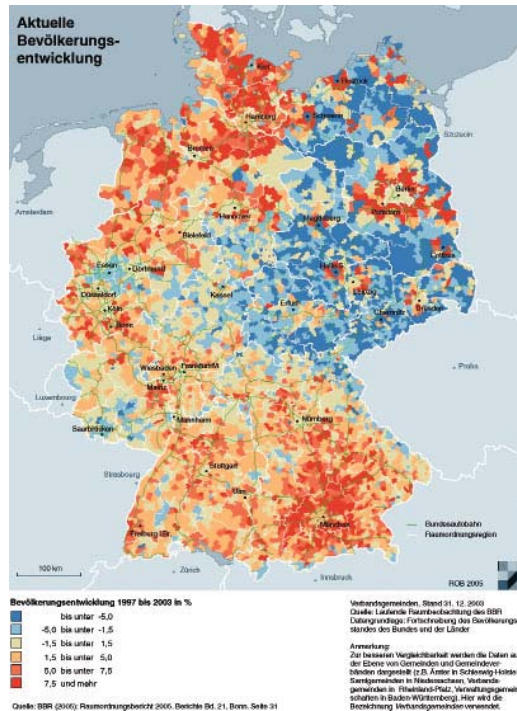 Aktuelle
Bevölkerungs-
entwicklung
Kiel
Rostock
Hamburg
Schwerin
Szczecin
Bremen
Berlin
Amsterdam
Hannover
Potsdam
Magdeburg
Bielefeld
Cottbus
Essen
Dortmund
Halle/S.
Leipzig
Düsseldorf
Kassel
Köln
Erfurt
Dresden
Bonn
Chemnitz
Liège
Wiesbaden
Frankfurt/M.
Praha
Mainz
Luxembourg
Mannheim
Nürnberg
Saarbrücken
Stuttgart
Strasbourg
Ulm
Bundesautobahn
München
Raumordnungsregion
Freiburg i.Br.
100 km
Zürich
Innsbruck
ROB 2005
Bevölkerungsentwicklung 1997 bis 2003 in %
bis unter -5,0
-5,0 bis unter -1,5
-1,5 bis unter 1,5
1,5 bis unter 5,0
5,0 bis unter 7,5
7,5 und mehr
Verbandsgemeinden, Stand 31. 12. 2003
Quelle: Laufende Raumbeobachtung des BBR
Datengrundlage: Fortschreibung des Bevölkerungs
standes des Bundes und der Länder
Anmerkung:
Zur besseren Vergleichbarkeit werden die Daten au
der Ebene von Gemeinden und Gemeindever-
bänden dargestellt (z.B. Ämter in Schleswig-Holstei
Samtgemeinden in Niedersachsen, Verbands-
gemeinden in Rheinland-Pfalz, Verwaltungsgemein
schaften in Baden-Württemberg). Hier wird die
Bezeichnung Verbandsgemeinden verwendet.
Quelle: BBR (2005): Raumordnungsbericht 2005. Berichte Bd. 21, Bonn. Seite 31